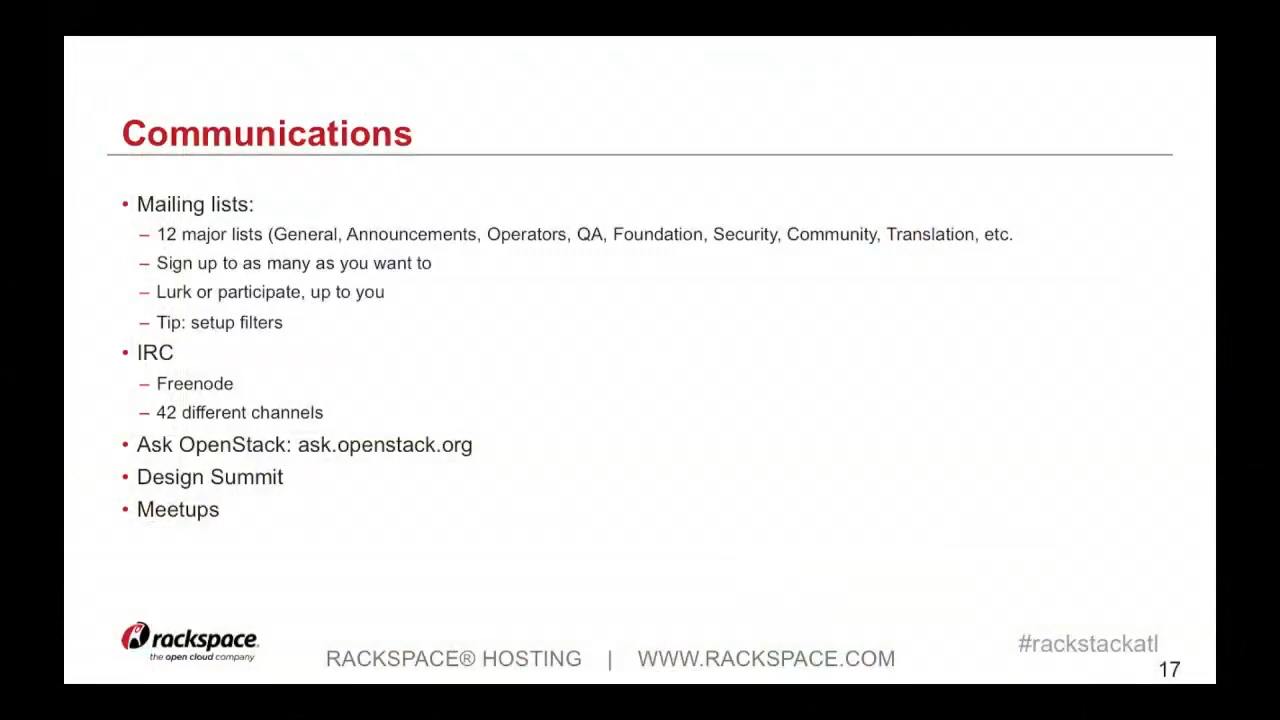 Communications
• Mailing lists:
– 12 major lists (General, Announcements, Operators, QA, Foundation, Security, Community, Translation, etc.
– Sign up to as many as you want to
– Lurk or participate, up to you
– Tip: setup filters
• IRC
– Freenode
– 42 different channels
• Ask OpenStack: ask.openstack.org
• Design Summit
• Meetups
rackspace.
the open cloud company
RACKSPACE® HOSTING | WWW.RACKSPACE.COM
#rackstackatl
17